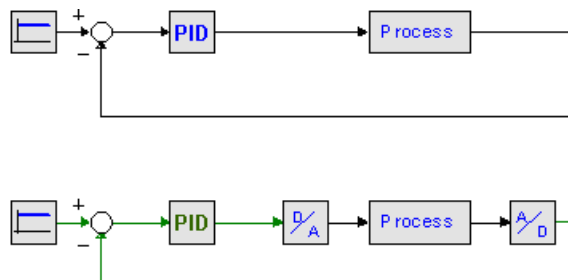 +
PID
Process
−
+
PID
D/A
Process
A/D
−